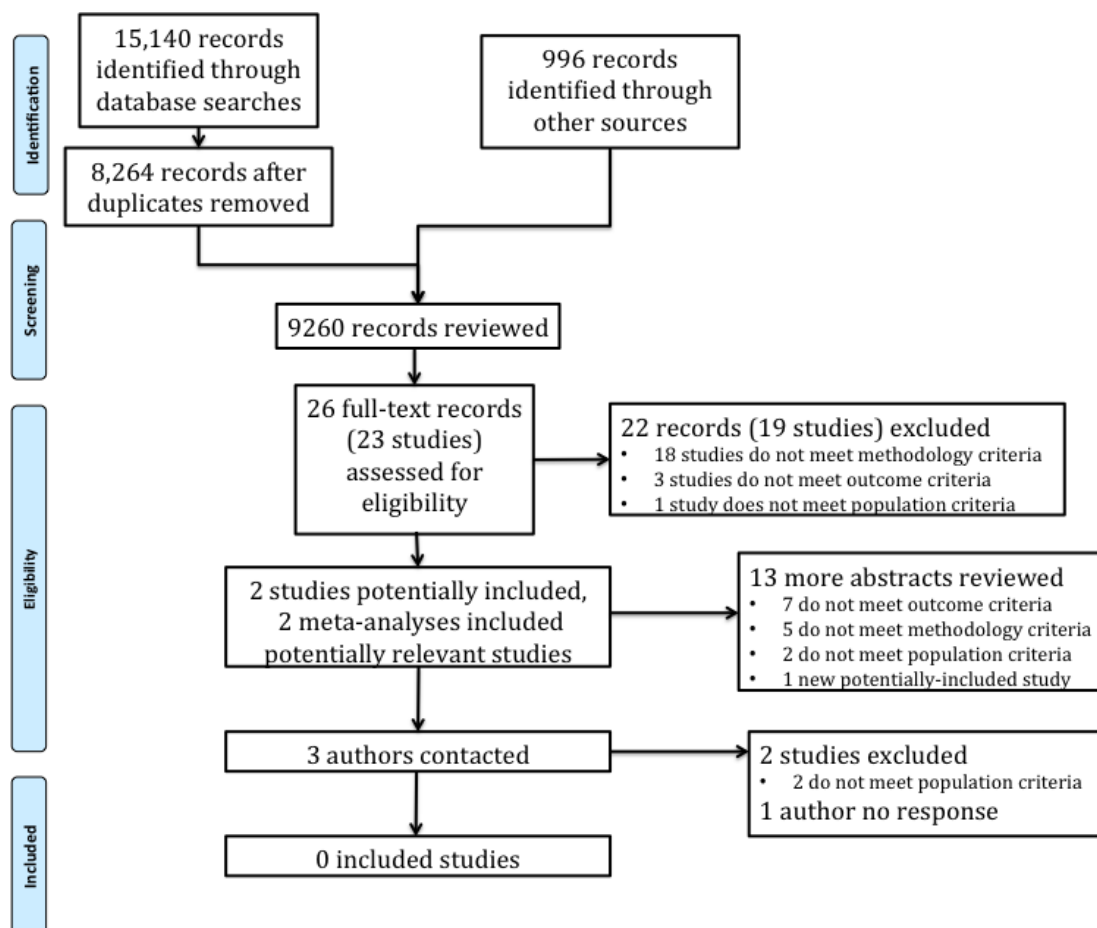 Identification
15,140 records
identified through
database searches
996 records
identified through
other sources
8,264 records after
duplicates removed
Screening
9260 records reviewed
Eligibility
26 full-text records
(23 studies)
assessed for
eligibility
22 records (19 studies) excluded
• 18 studies do not meet methodology criteria
• 3 studies do not meet outcome criteria
• 1 study does not meet population criteria
2 studies potentially included,
2 meta-analyses included
potentially relevant studies
13 more abstracts reviewed
• 7 do not meet outcome criteria
• 5 do not meet methodology criteria
• 2 do not meet population criteria
• 1 new potentially-included study
3 authors contacted
2 studies excluded
• 2 do not meet population criteria
1 author no response
Included
0 included studies